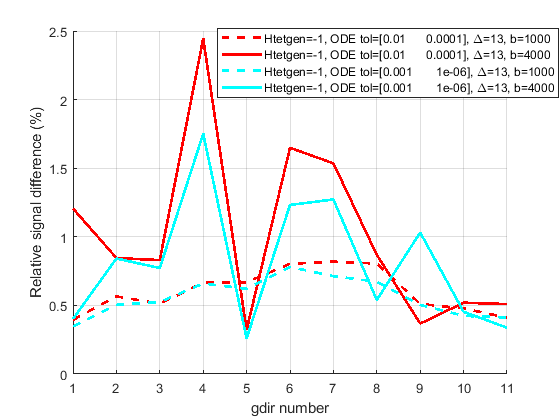 Htetgen=-1, ODE tol=[0.01 0.0001], Δ=13, b=1000
Htetgen=-1, ODE tol=[0.01 0.0001], Δ=13, b=4000
Htetgen=-1, ODE tol=[0.001 1e-06], Δ=13, b=1000
Htetgen=-1, ODE tol=[0.001 1e-06], Δ=13, b=4000
Relative signal difference (%)
2.5
2
1.5
1
0.5
0
1 2 3 4 5 6 7 8 9 10 11
gdir number